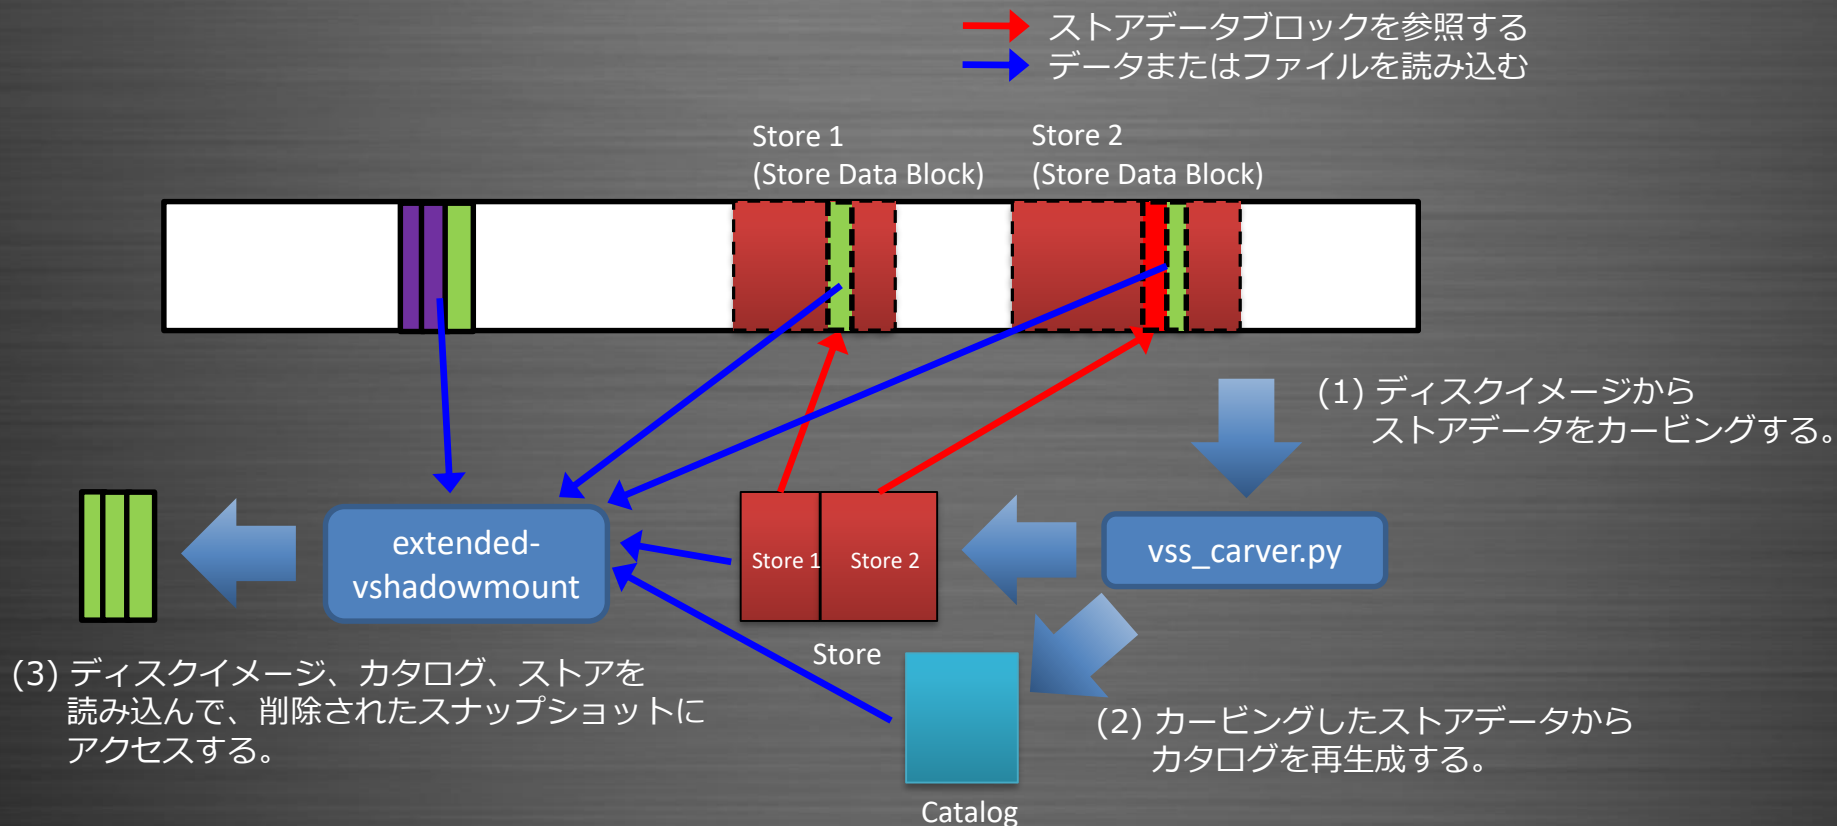 ストアデータブロックを参照する
データまたはファイルを読み込む
Store 1
(Store Data Block)
Store 2
(Store Data Block)
(1) ディスクイメージから
ストアデータをカービングする。
extended-
vshadowmount
Store 1
Store 2
vss_carver.py
Store
(3) ディスクイメージ、カタログ、ストアを
読み込んで、削除されたスナップショットに
アクセスする。
(2) カービングしたストアデータから
カタログを再生成する。
Catalog